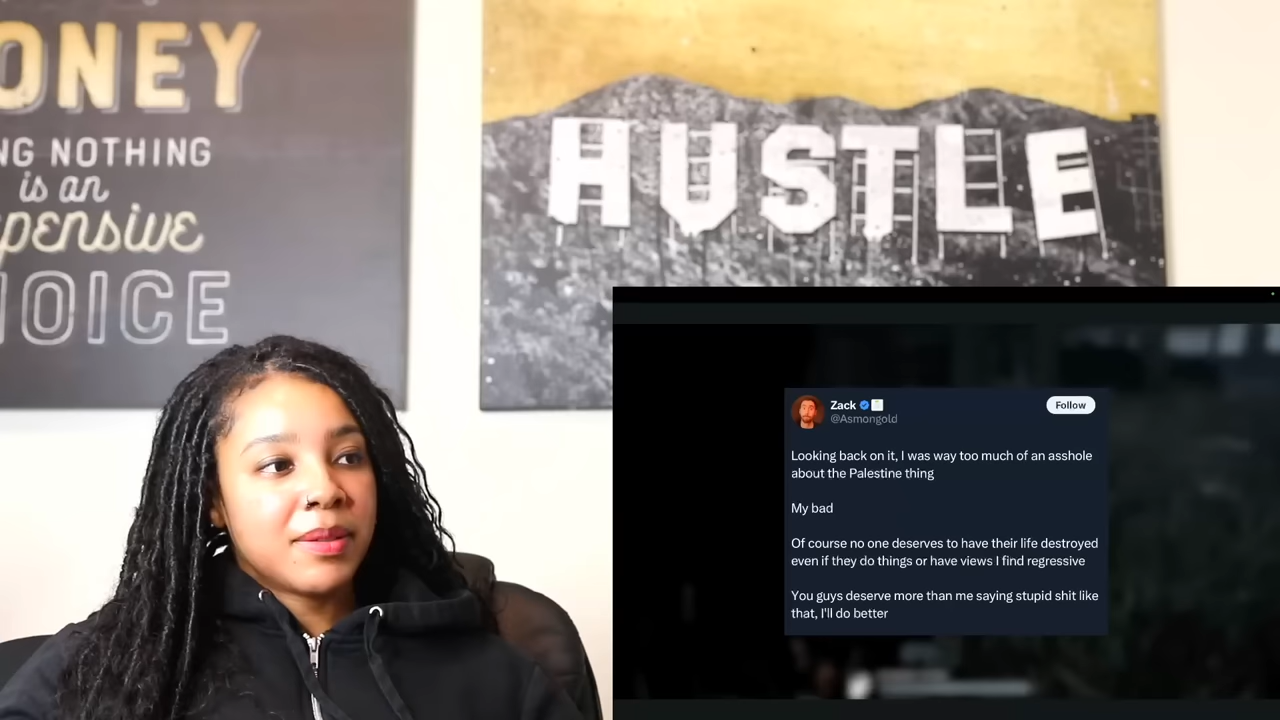 ONEY
NG NOTHING
is an
pensive
HOICE
HUSTLE
Zack
@Asmongold
Follow
Looking back on it, I was way too much of an asshole
about the Palestine thing
My bad
Of course no one deserves to have their life destroyed
even if they do things or have views I find regressive
You guys deserve more than me saying stupid shit like
that, I'll do better